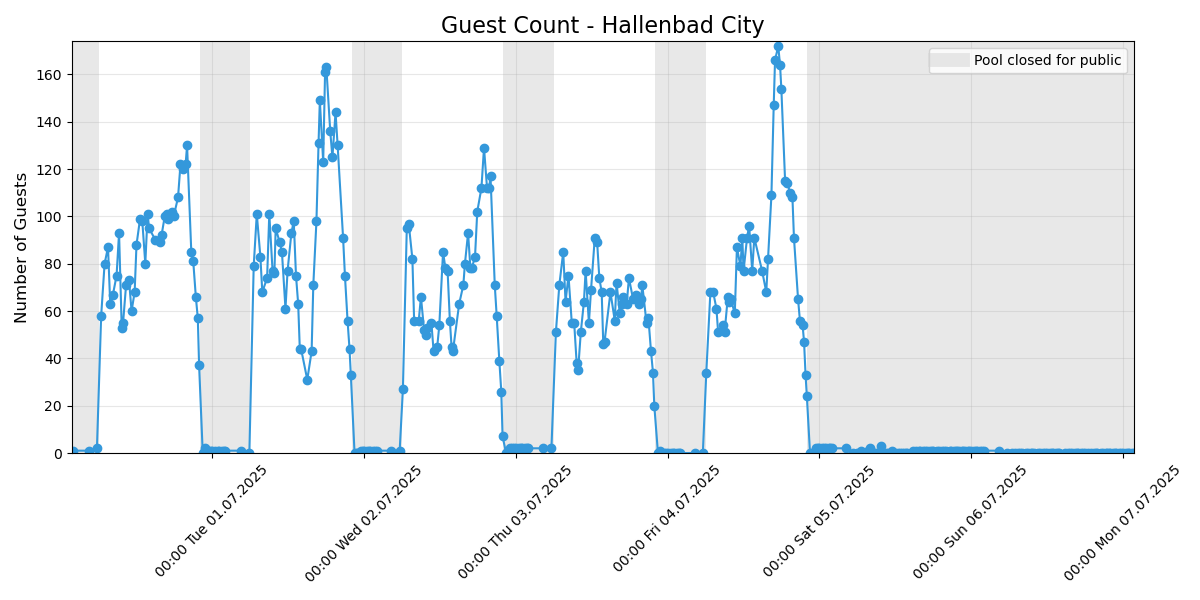 Guest Count - Hallenbad City
Pool closed for public
Number of Guests
160
140
120
100
80
60
40
20
0
00:00 Tue 01.07.2025
00:00 Wed 02.07.2025
00:00 Thu 03.07.2025
00:00 Fri 04.07.2025
00:00 Sat 05.07.2025
00:00 Sun 06.07.2025
00:00 Mon 07.07.2025